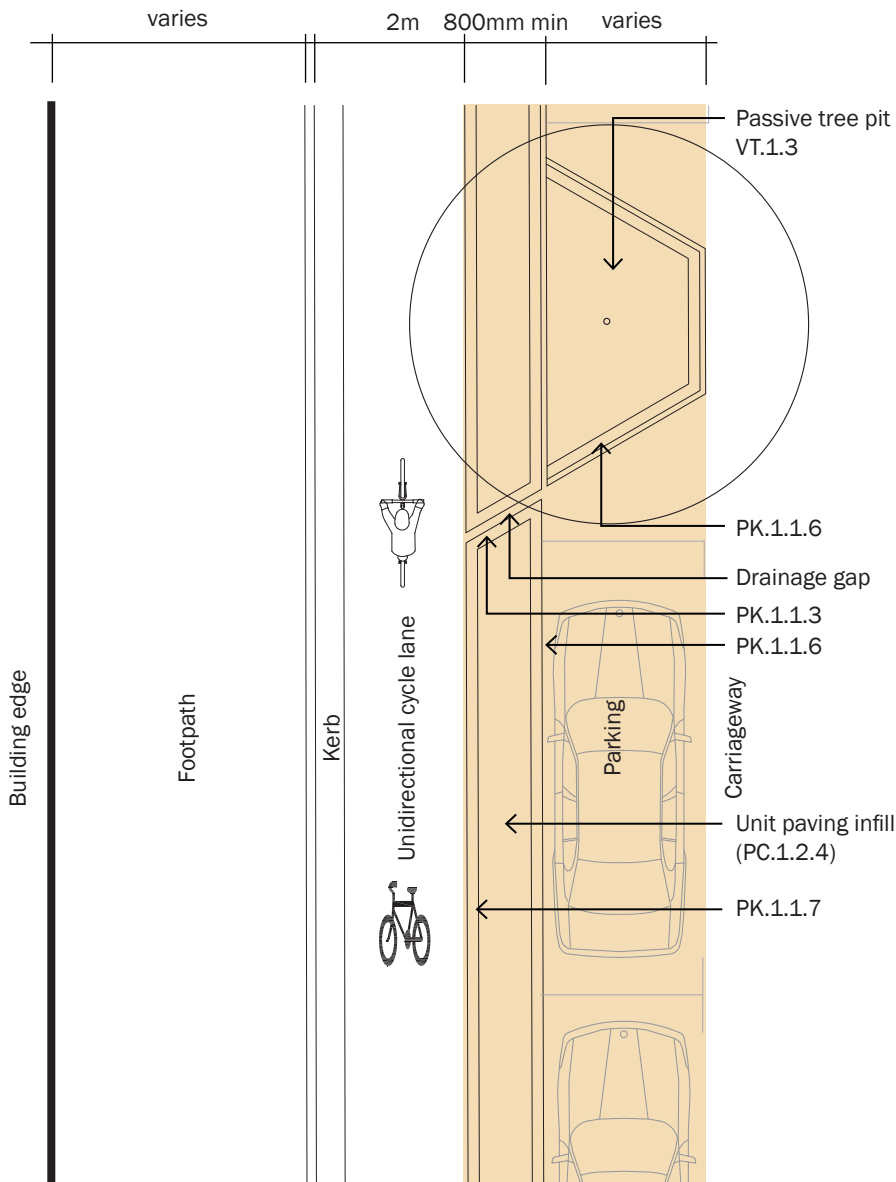 varies
2m
800mm min
varies
Passive tree pit
VT.1.3
PK.1.1.6
Drainage gap
PK.1.1.3
PK.1.1.6
Building edge
Footpath
Kerb
Unidirectional cycle lane
Parking
Carriageway
Unit paving infill
(PC.1.2.4)
PK.1.1.7